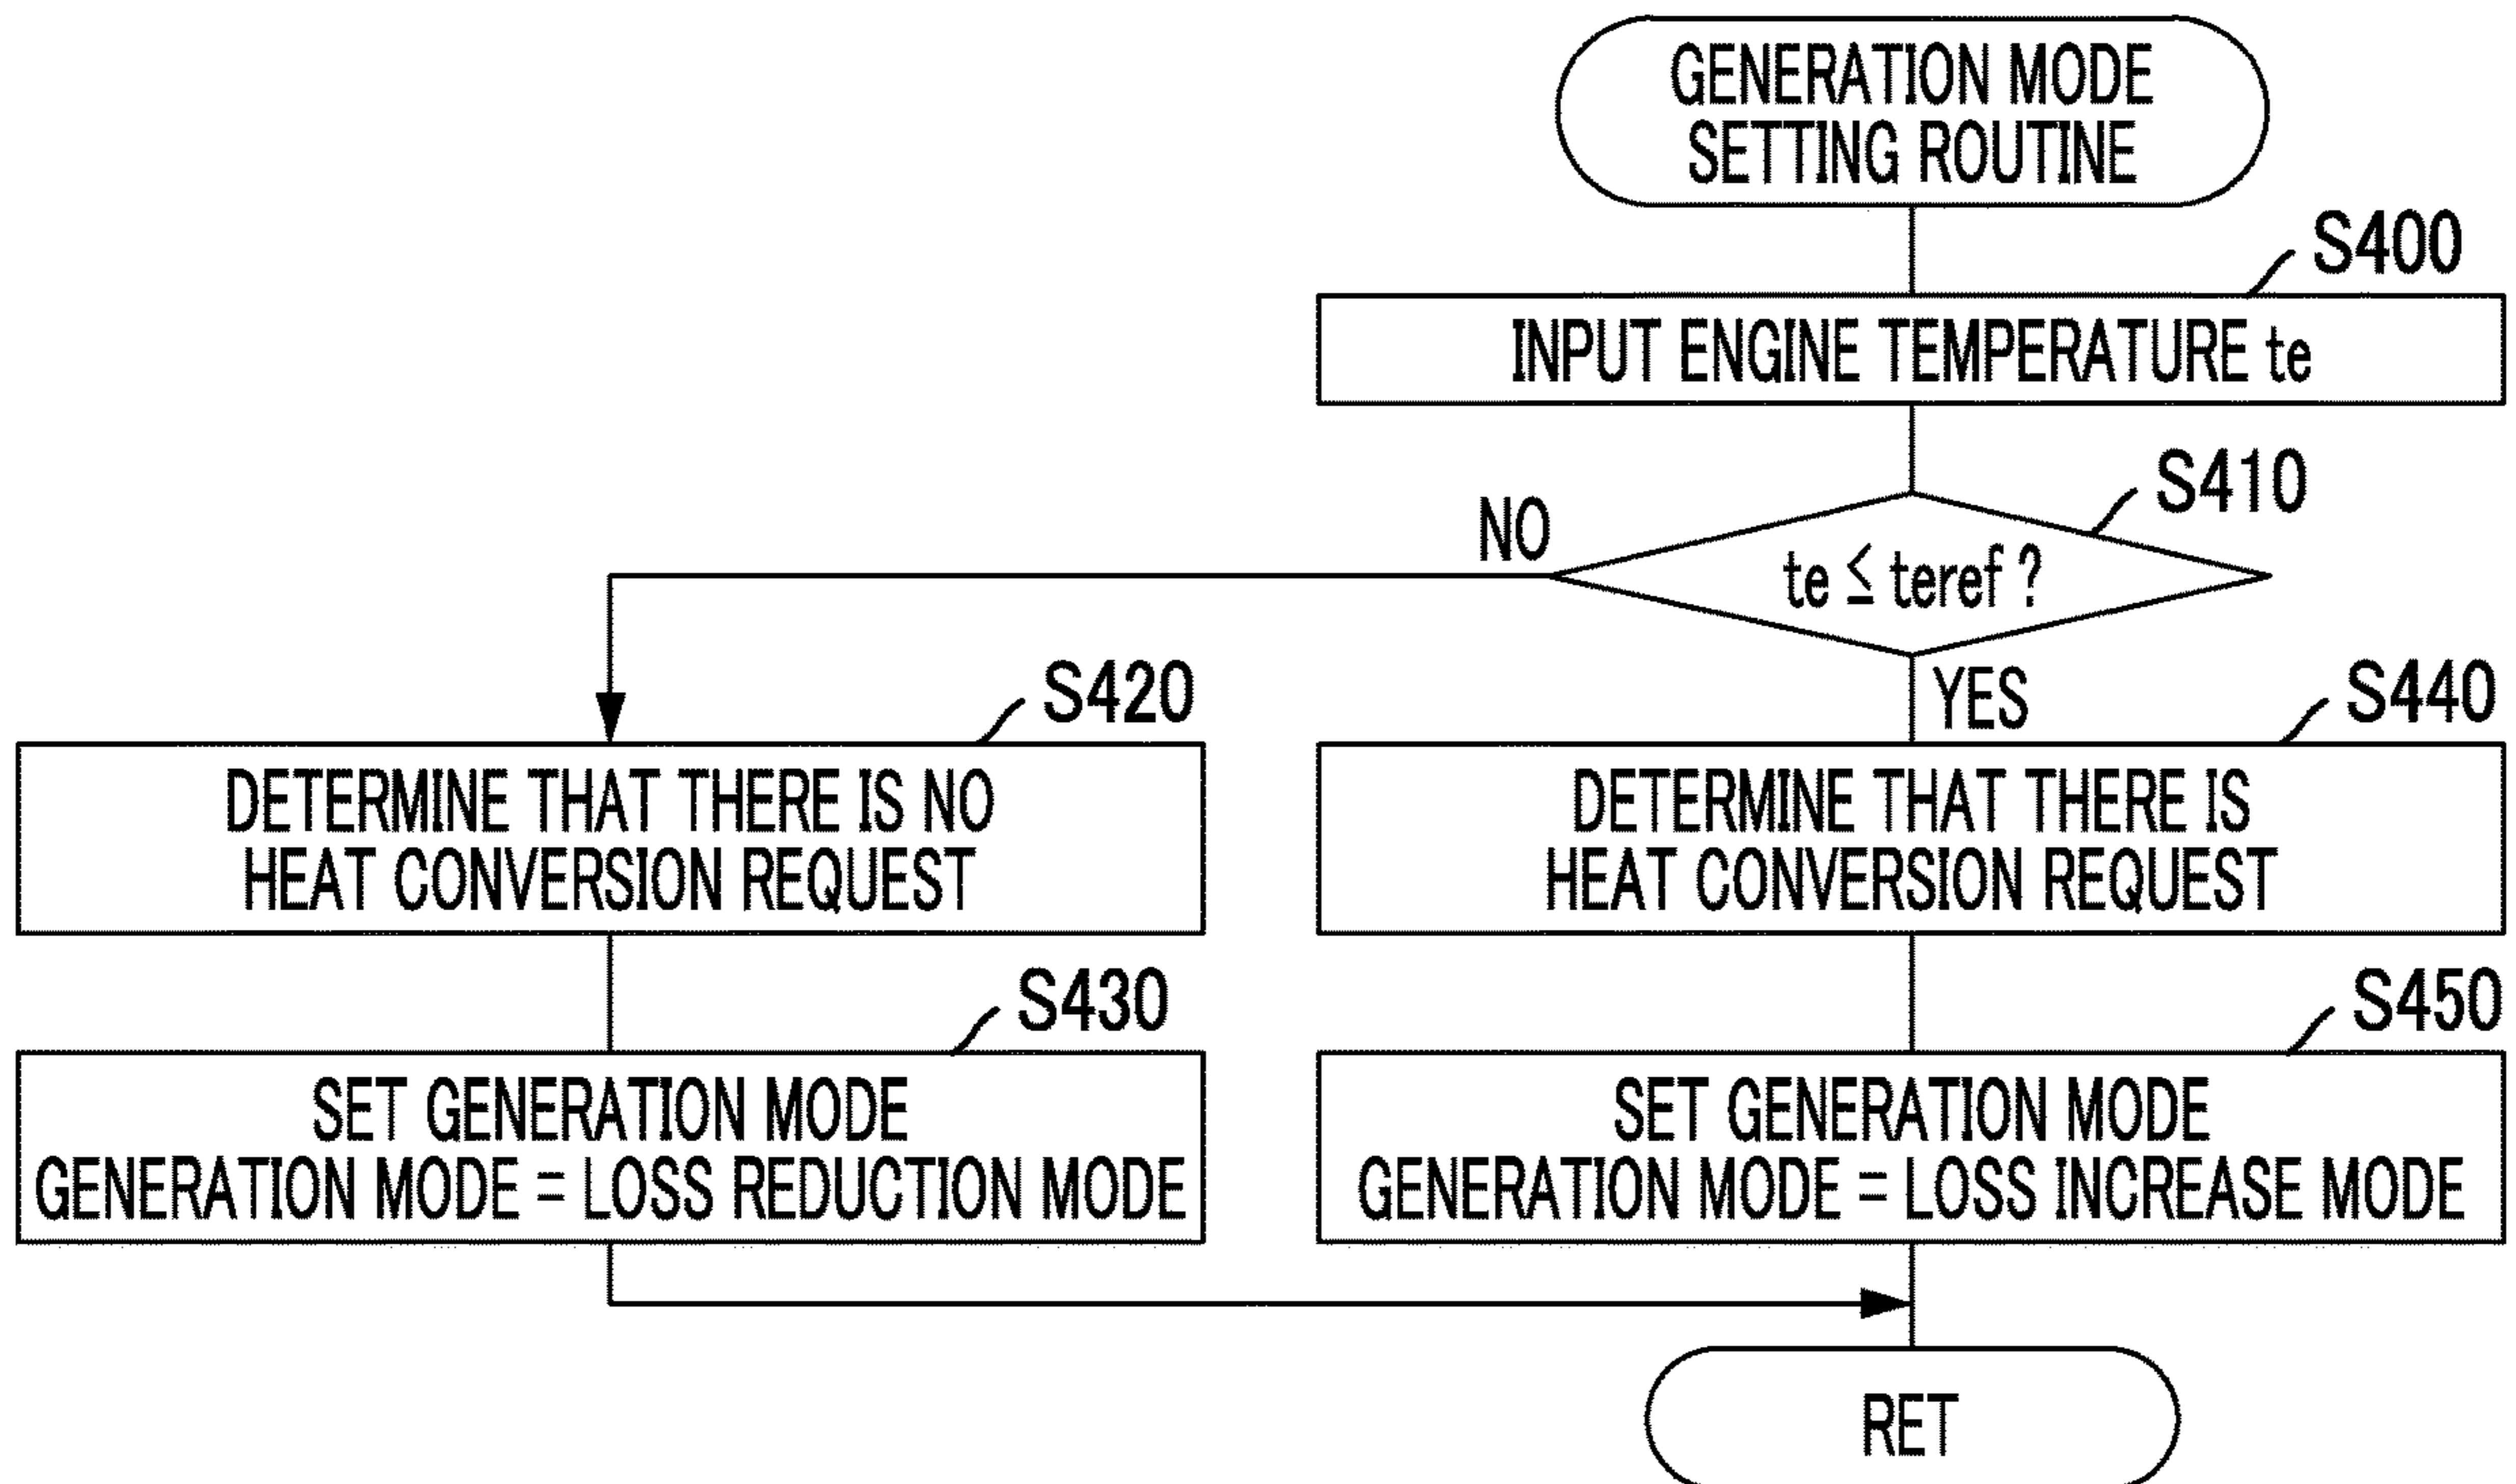 GENERATION MODE
SETTING ROUTINE
S400
INPUT ENGINE TEMPERATURE te
S410
NO
te ≦ teref ?
YES
S420
DETERMINE THAT THERE IS NO
HEAT CONVERSION REQUEST
S440
DETERMINE THAT THERE IS
HEAT CONVERSION REQUEST
S430
SET GENERATION MODE
GENERATION MODE = LOSS REDUCTION MODE
S450
SET GENERATION MODE
GENERATION MODE = LOSS INCREASE MODE
RET